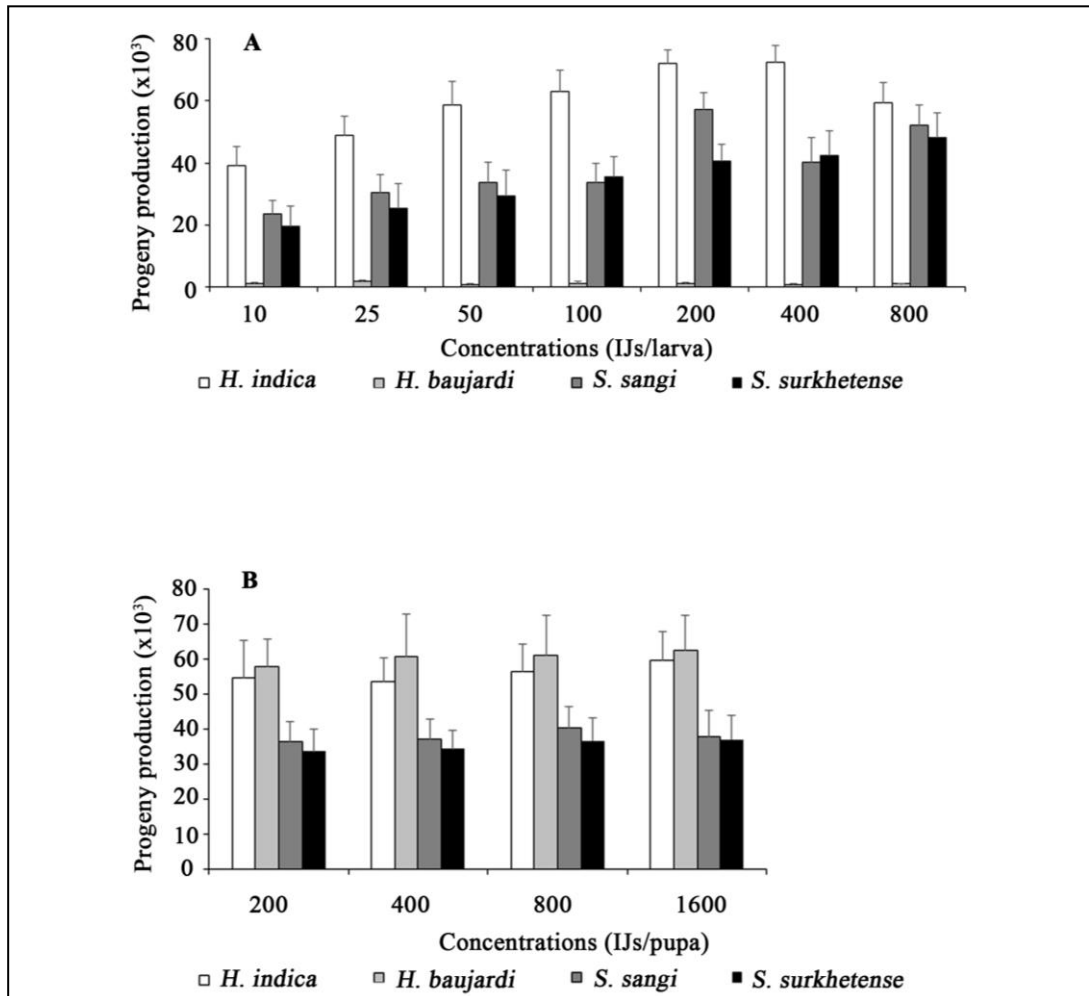 A
Progeny production (x10³)
80
60
40
20
0
10 25 50 100 200 400 800
Concentrations (IJs/larva)
H. indica H. baujardi S. sangi S. surkhetense
B
Progeny production (x10³)
80
70
60
50
40
30
20
10
0
200 400 800 1600
Concentrations (IJs/pupa)
H. indica H. baujardi S. sangi S. surkhetense